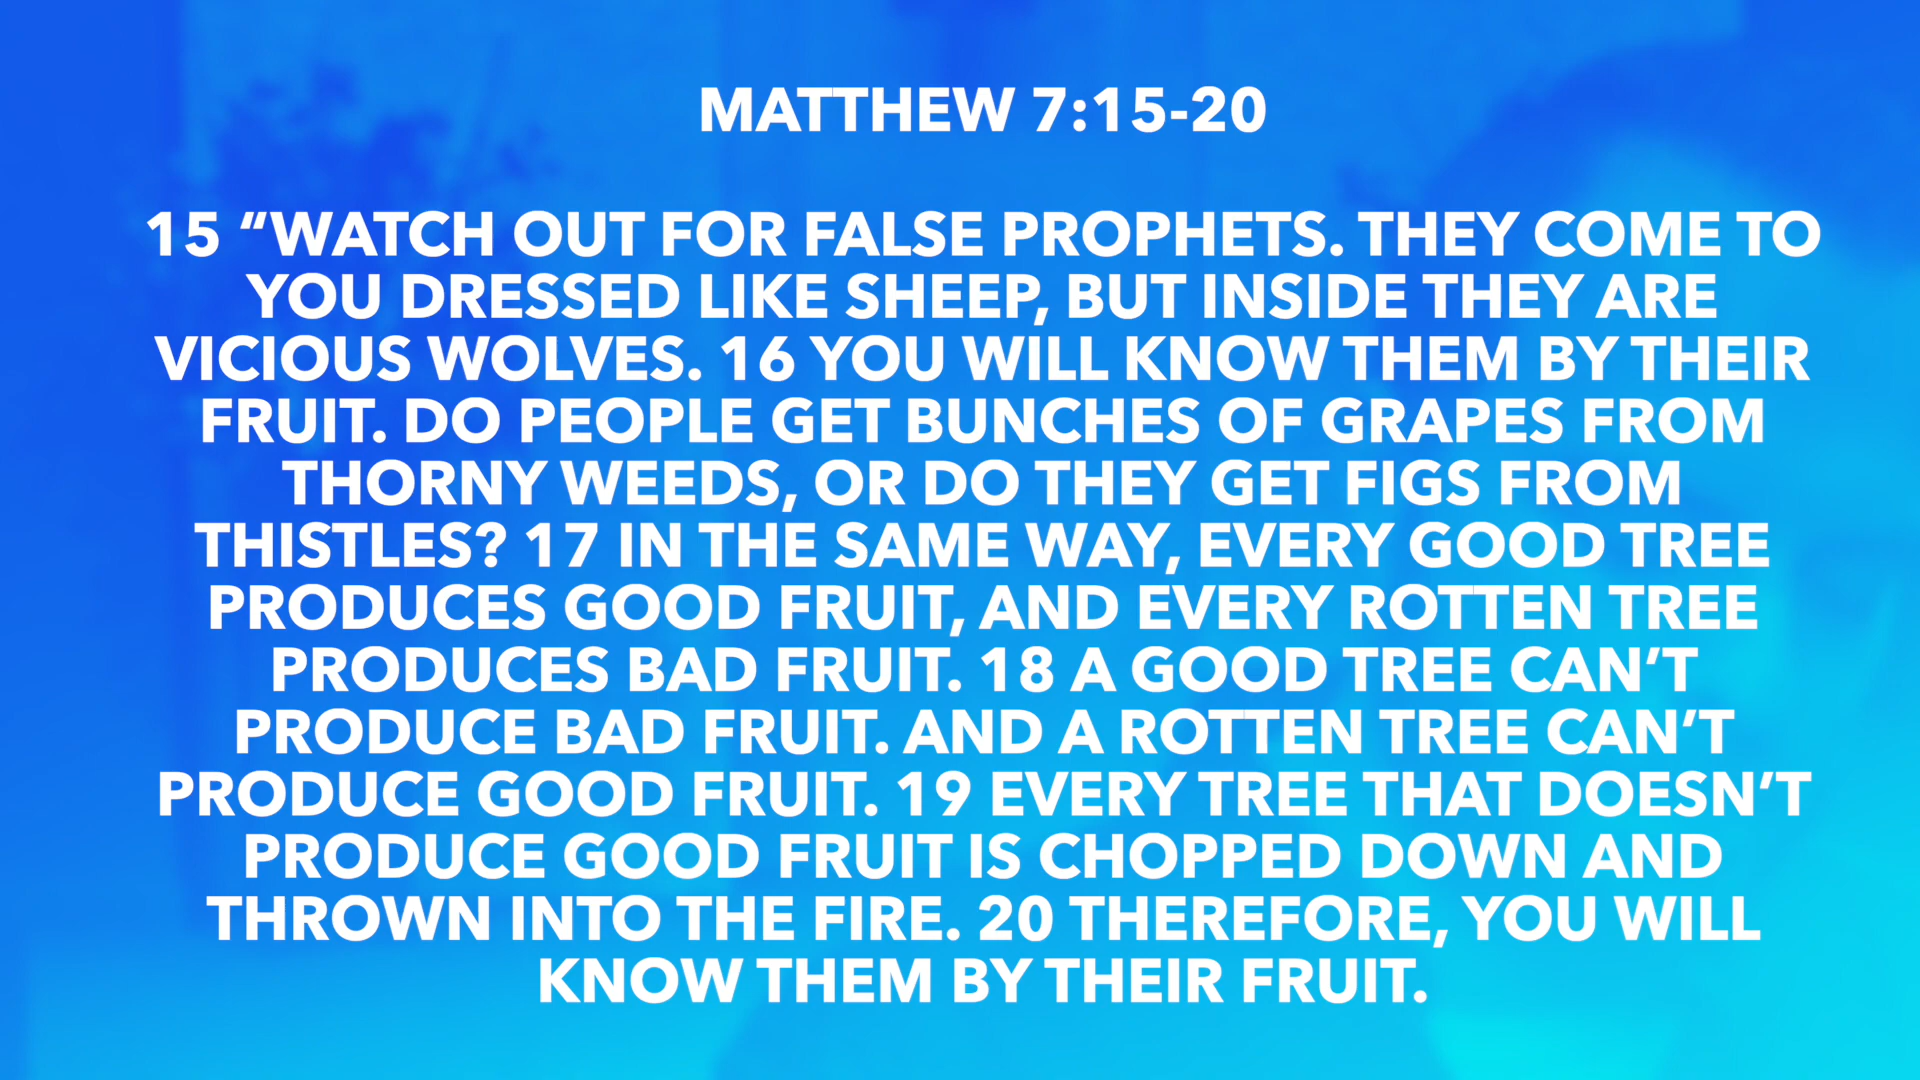 MATTHEW 7:15-20
15 “WATCH OUT FOR FALSE PROPHETS. THEY COME TO
YOU DRESSED LIKE SHEEP, BUT INSIDE THEY ARE
VICIOUS WOLVES. 16 YOU WILL KNOW THEM BY THEIR
FRUIT. DO PEOPLE GET BUNCHES OF GRAPES FROM
THORNY WEEDS, OR DO THEY GET FIGS FROM
THISTLES? 17 IN THE SAME WAY, EVERY GOOD TREE
PRODUCES GOOD FRUIT, AND EVERY ROTTEN TREE
PRODUCES BAD FRUIT. 18 A GOOD TREE CAN’T
PRODUCE BAD FRUIT. AND A ROTTEN TREE CAN’T
PRODUCE GOOD FRUIT. 19 EVERY TREE THAT DOESN’T
PRODUCE GOOD FRUIT IS CHOPPED DOWN AND
THROWN INTO THE FIRE. 20 THEREFORE, YOU WILL
KNOW THEM BY THEIR FRUIT.